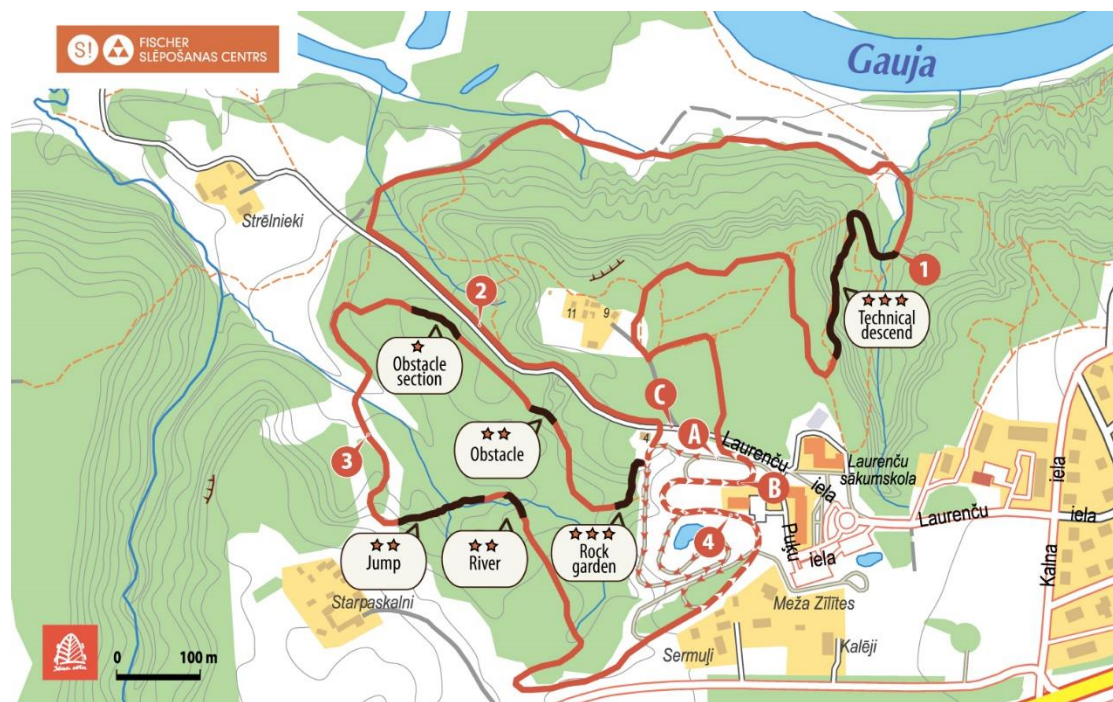 S!
FISCHER
SLĒPOŠANAS CENTRS
Gauja
Strēlnieki
1
2
Technical
descend
11
9
Obstacle
section
C
Obstacle
4
A
Laurenču
iela
B
Laurenču
sākumskola
Laurenču
iela
iela
Kalna
3
Puķu
iela
4
Jump
River
Rock
garden
Starpaskalni
Meža Zīlītes
Sermuļi
Kalēji
0 100 m